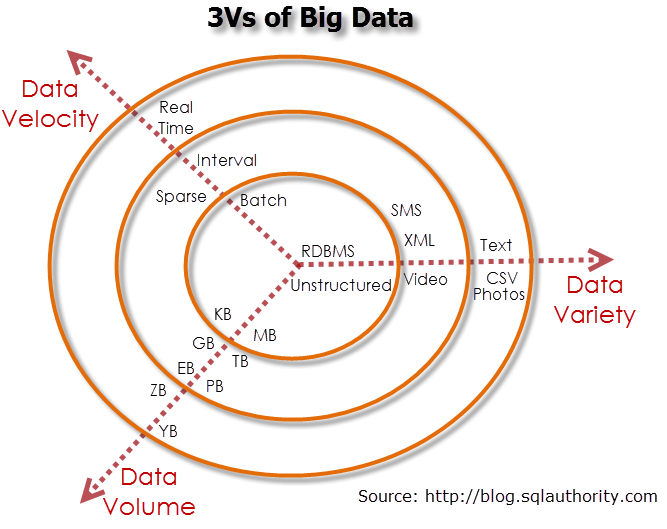 3Vs of Big Data
Data
Velocity
Real
Time
Interval
Sparse
Batch
SMS
XML
RDBMS
Text
Unstructured
Video
CSV
Photos
Data
Variety
KB
MB
GB
TB
EB
PB
ZB
YB
Data
Volume
Source: http://blog.sqlauthority.com